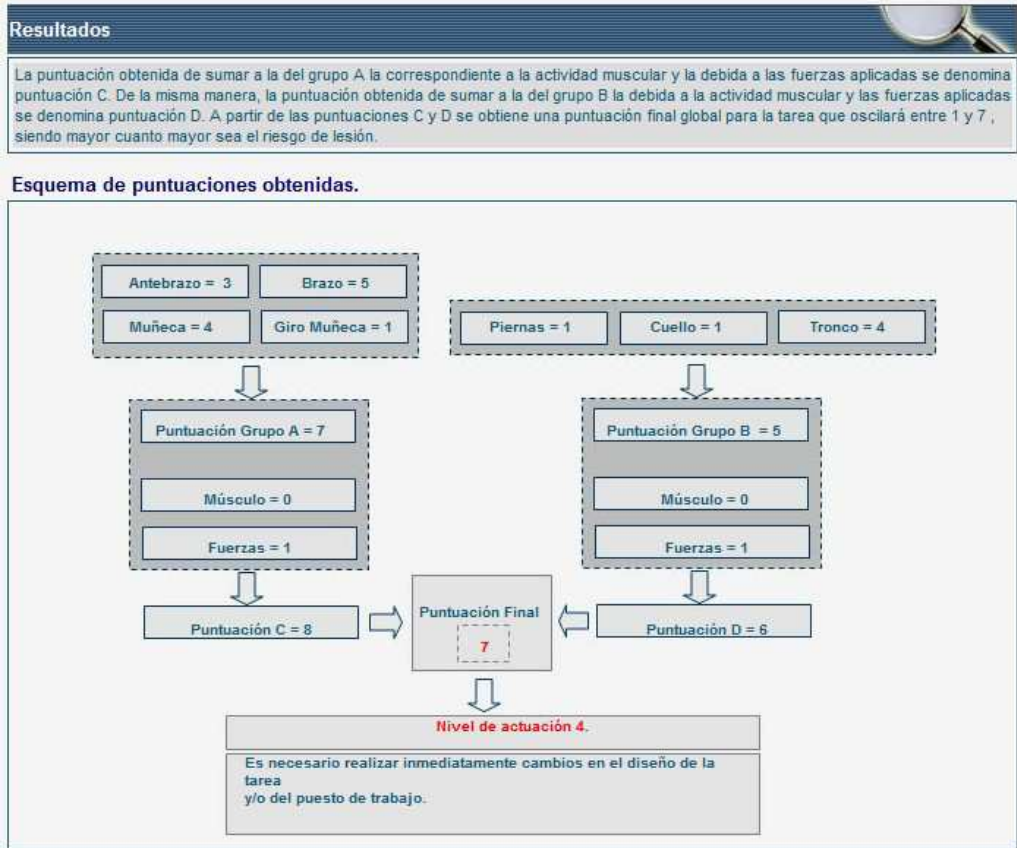 Resultados
La puntuación obtenida de sumar a la del grupo A la correspondiente a la actividad muscular y la debida a las fuerzas aplicadas se denomina
puntuación C. De la misma manera, la puntuación obtenida de sumar a la del grupo B la debida a la actividad muscular y las fuerzas aplicadas
se denomina puntuación D. A partir de las puntuaciones C y D se obtiene una puntuación final global para la tarea que oscilará entre 1 y 7 ,
siendo mayor cuanto mayor sea el riesgo de lesión.
Esquema de puntuaciones obtenidas.
Antebrazo = 3
Brazo = 5
Muñeca = 4
Giro Muñeca = 1
Piernas = 1
Cuello = 1
Tronco = 4
Puntuación Grupo A = 7
Músculo = 0
Fuerzas = 1
Puntuación Grupo B = 5
Músculo = 0
Fuerzas = 1
Puntuación C = 8
Puntuación Final
7
Puntuación D = 6
Nivel de actuación 4.
Es necesario realizar inmediatamente cambios en el diseño de la
tarea
y/o del puesto de trabajo.